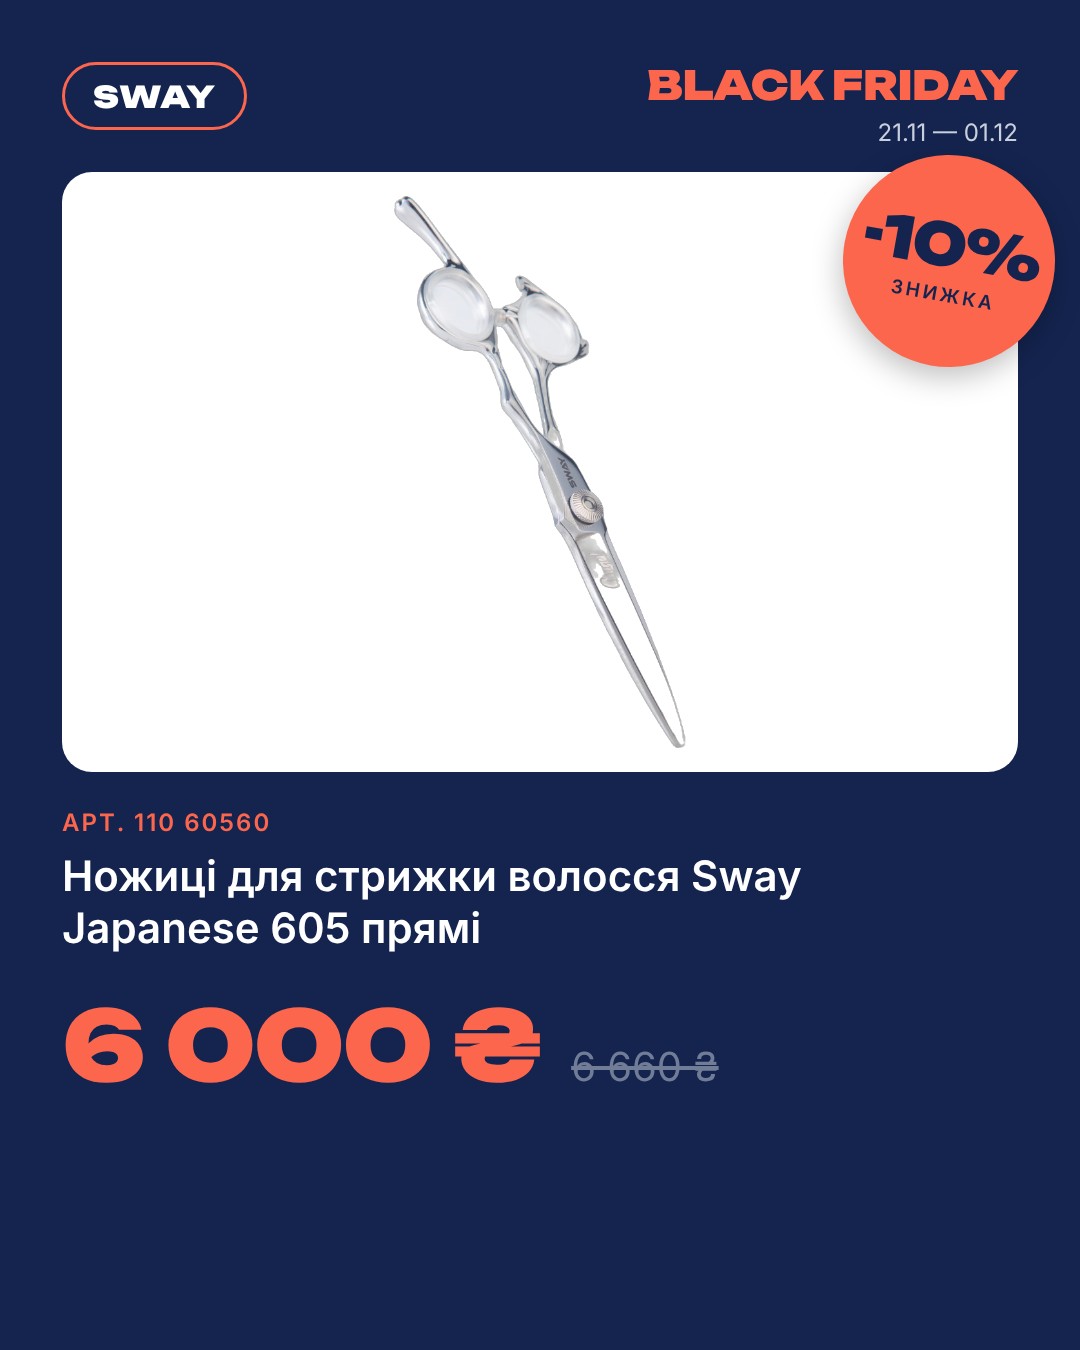 SWAY
BLACK FRIDAY
21.11 — 01.12
-10%
ЗНИЖКА
SWAY
АРТ. 110 60560
Ножиці для стрижки волосся Sway
Japanese 605 прямі
6 000 ₴
6 660 ₴